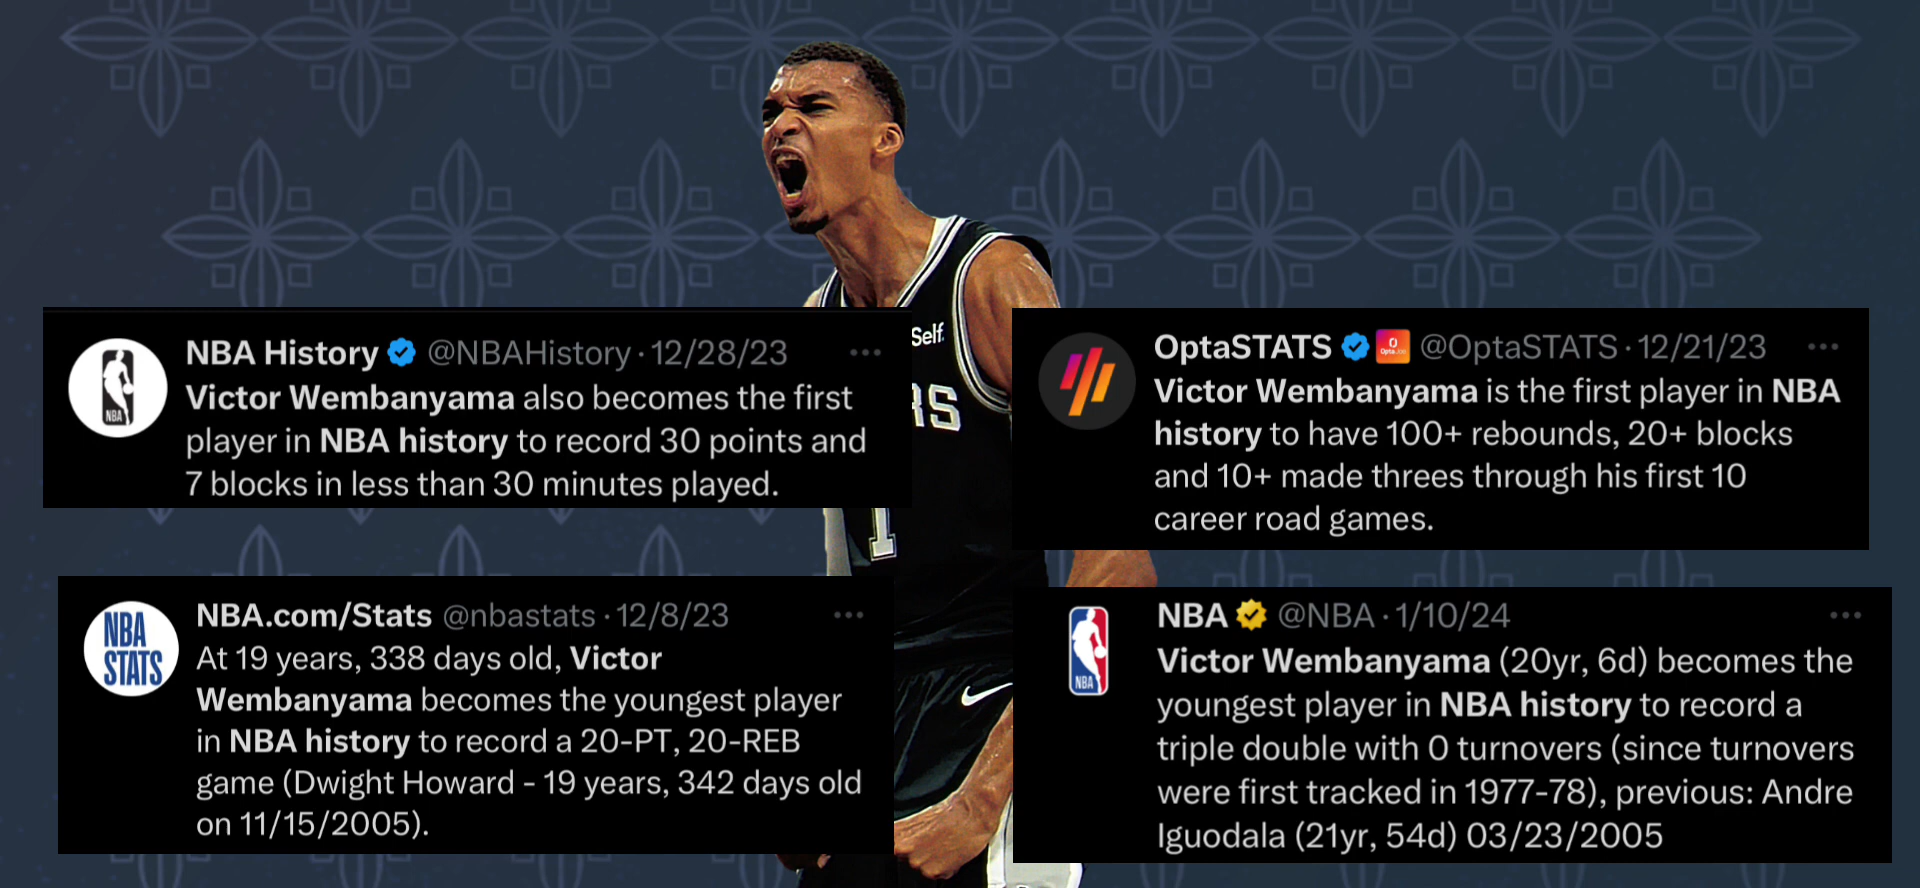 NBA History @NBAHistory · 12/28/23
Victor Wembanyama also becomes the first
player in NBA history to record 30 points and
7 blocks in less than 30 minutes played.
NBA
OptaSTATS @OptaSTATS · 12/21/23
Victor Wembanyama is the first player in NBA
history to have 100+ rebounds, 20+ blocks
and 10+ made threes through his first 10
career road games.
Self.
RS
1
NBA.com/Stats @nbastats · 12/8/23
At 19 years, 338 days old, Victor
Wembanyama becomes the youngest player
in NBA history to record a 20-PT, 20-REB
game (Dwight Howard - 19 years, 342 days old
on 11/15/2005).
NBA
STATS
NBA @NBA · 1/10/24
Victor Wembanyama (20yr, 6d) becomes the
youngest player in NBA history to record a
triple double with 0 turnovers (since turnovers
were first tracked in 1977-78), previous: Andre
Iguodala (21yr, 54d) 03/23/2005
NBA